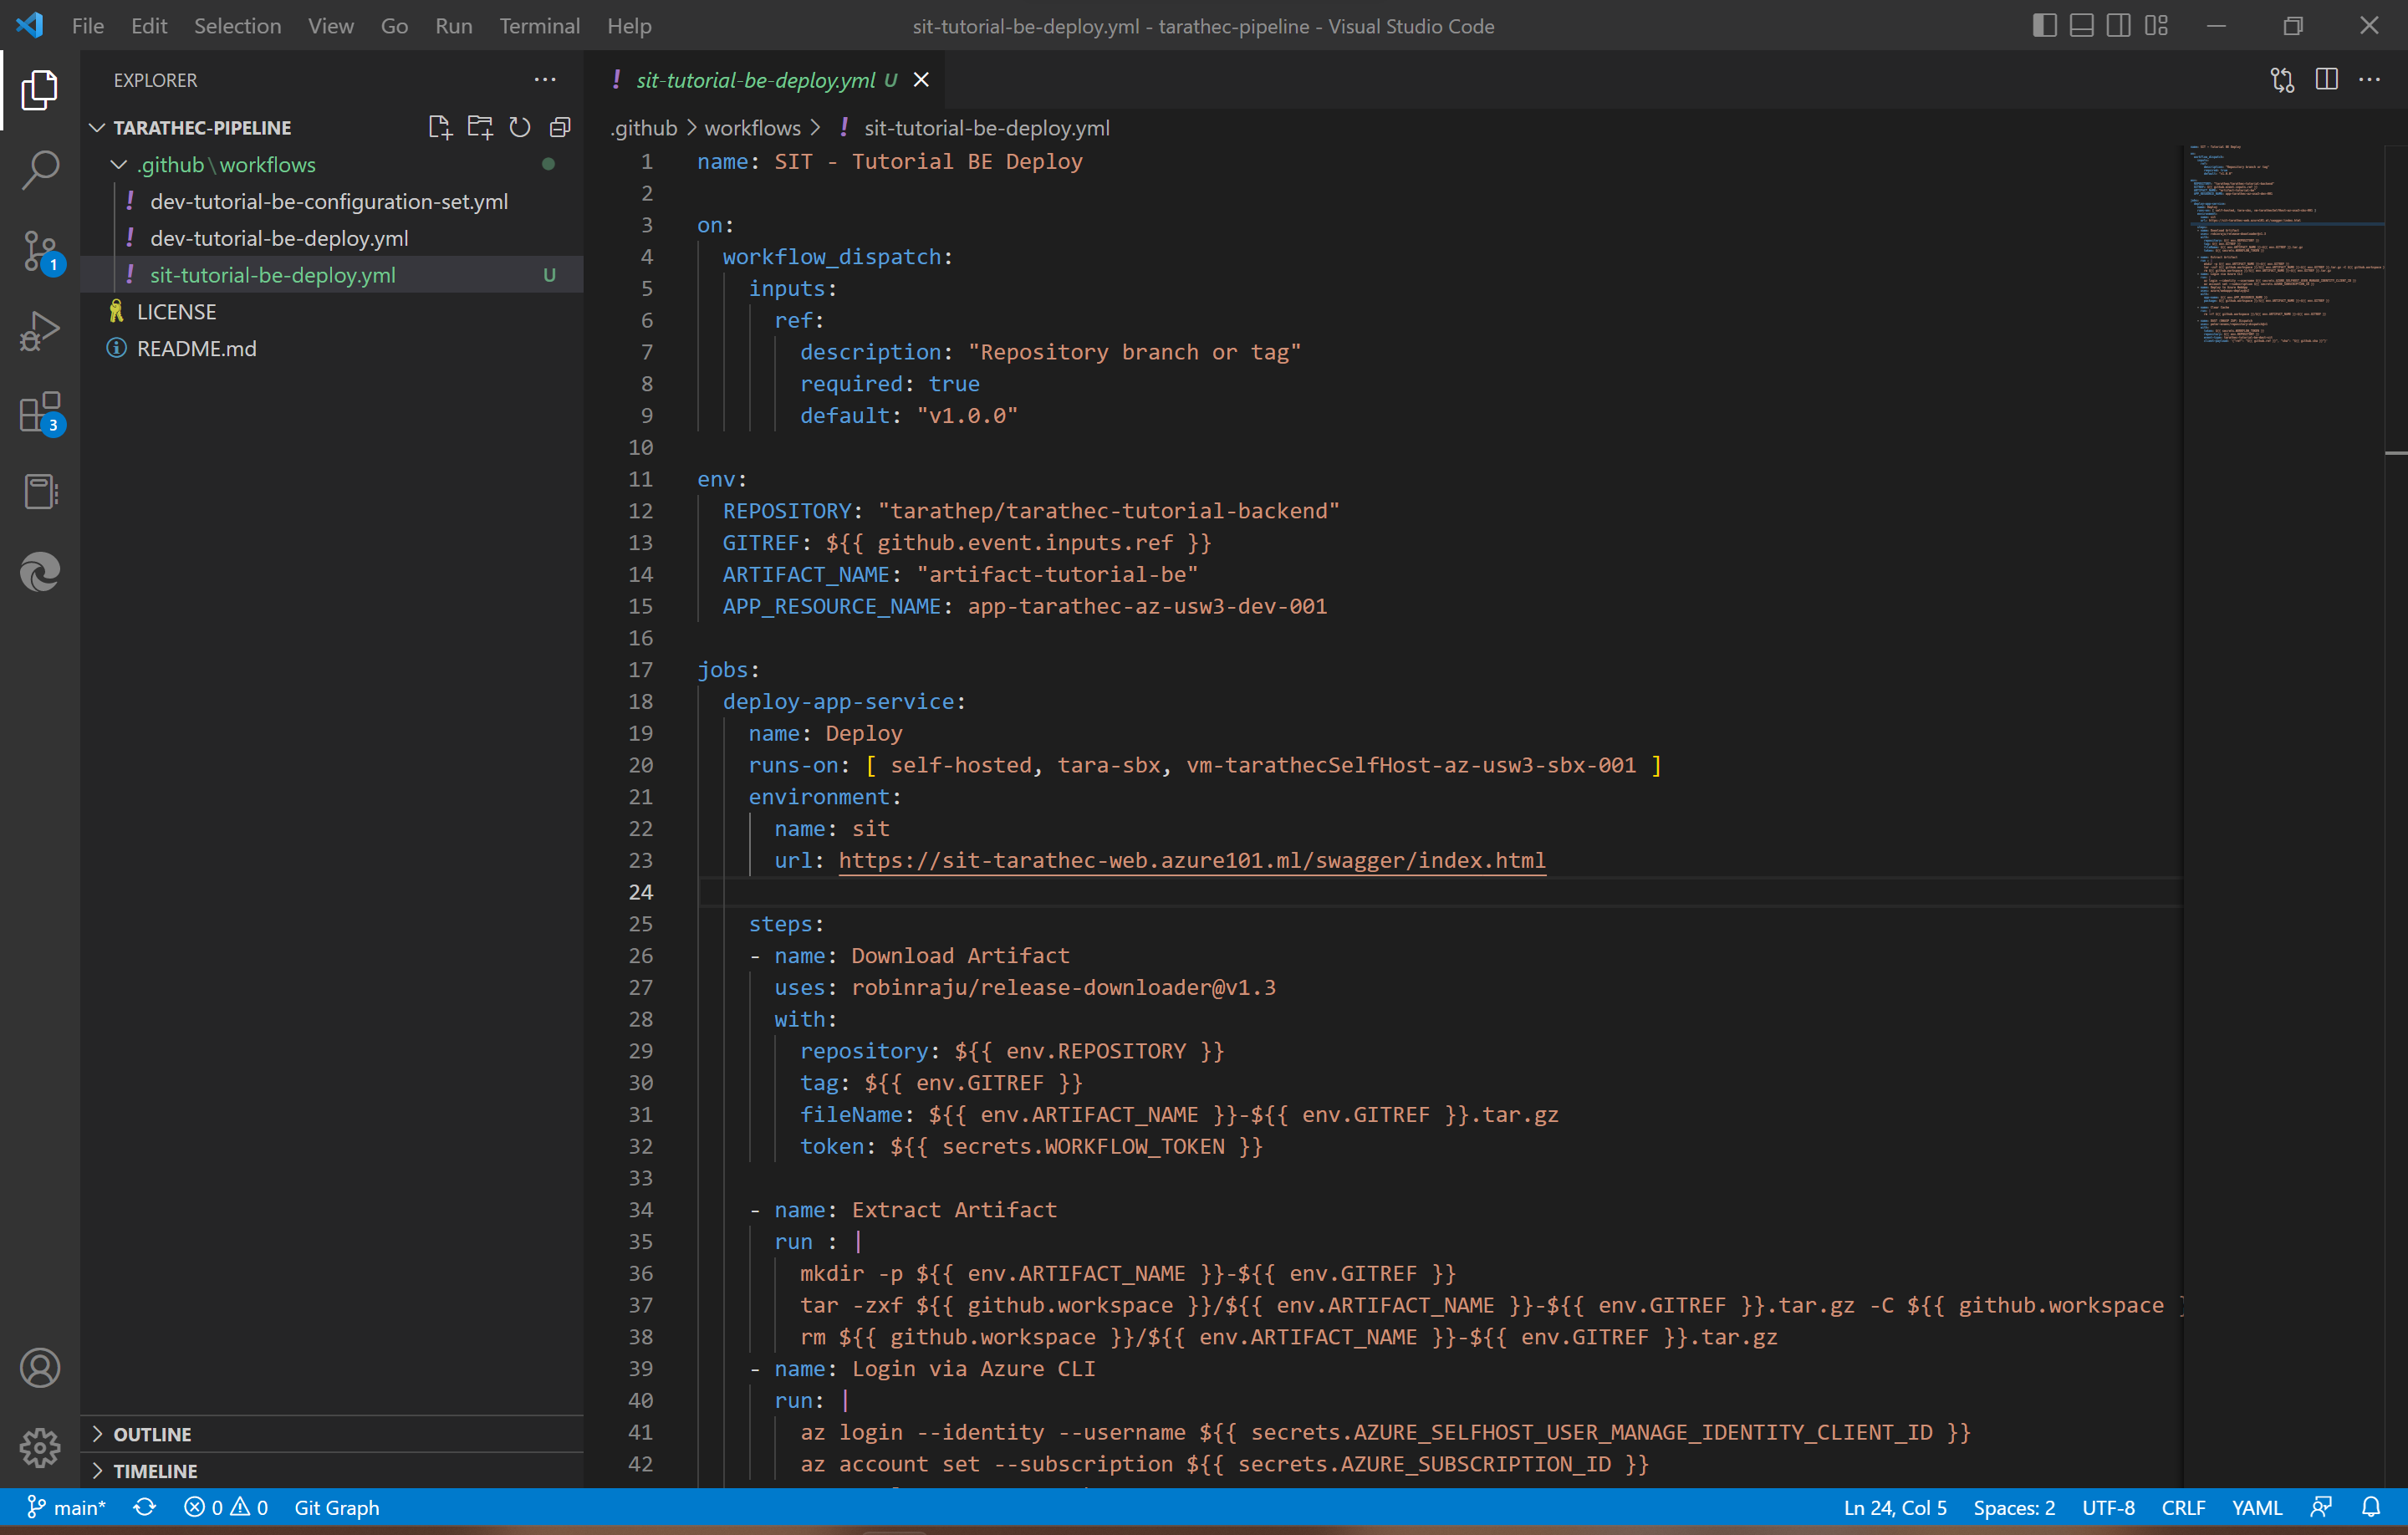 File Edit Selection View Go Run Terminal Help
sit-tutorial-be-deploy.yml - tarathec-pipeline - Visual Studio Code
EXPLORER
TARATHEC-PIPELINE
.github\workflows
! dev-tutorial-be-configuration-set.yml
! dev-tutorial-be-deploy.yml
! sit-tutorial-be-deploy.yml U
LICENSE
README.md
1
3
OUTLINE
TIMELINE
! sit-tutorial-be-deploy.yml U
.github > workflows > ! sit-tutorial-be-deploy.yml
1 name: SIT - Tutorial BE Deploy
2
3 on:
4 workflow_dispatch:
5 inputs:
6 ref:
7 description: "Repository branch or tag"
8 required: true
9 default: "v1.0.0"
10
11 env:
12 REPOSITORY: "tarathep/tarathec-tutorial-backend"
13 GITREF: ${{ github.event.inputs.ref }}
14 ARTIFACT_NAME: "artifact-tutorial-be"
15 APP_RESOURCE_NAME: app-tarathec-az-usw3-dev-001
16
17 jobs:
18 deploy-app-service:
19 name: Deploy
20 runs-on: [ self-hosted, tara-sbx, vm-tarathecSelfHost-az-usw3-sbx-001 ]
21 environment:
22 name: sit
23 url: https://sit-tarathec-web.azure101.ml/swagger/index.html
24
25 steps:
26 - name: Download Artifact
27 uses: robinraju/release-downloader@v1.3
28 with:
29 repository: ${{ env.REPOSITORY }}
30 tag: ${{ env.GITREF }}
31 fileName: ${{ env.ARTIFACT_NAME }}-${{ env.GITREF }}.tar.gz
32 token: ${{ secrets.WORKFLOW_TOKEN }}
33
34 - name: Extract Artifact
35 run : |
36 mkdir -p ${{ env.ARTIFACT_NAME }}-${{ env.GITREF }}
37 tar -zxf ${{ github.workspace }}/${{ env.ARTIFACT_NAME }}-${{ env.GITREF }}.tar.gz -C ${{ github.workspace }
38 rm ${{ github.workspace }}/${{ env.ARTIFACT_NAME }}-${{ env.GITREF }}.tar.gz
39 - name: Login via Azure CLI
40 run: |
41 az login --identity --username ${{ secrets.AZURE_SELFHOST_USER_MANAGE_IDENTITY_CLIENT_ID }}
42 az account set --subscription ${{ secrets.AZURE_SUBSCRIPTION_ID }}
main* 0 0 Git Graph
Ln 24, Col 5 Spaces: 2 UTF-8 CRLF YAML